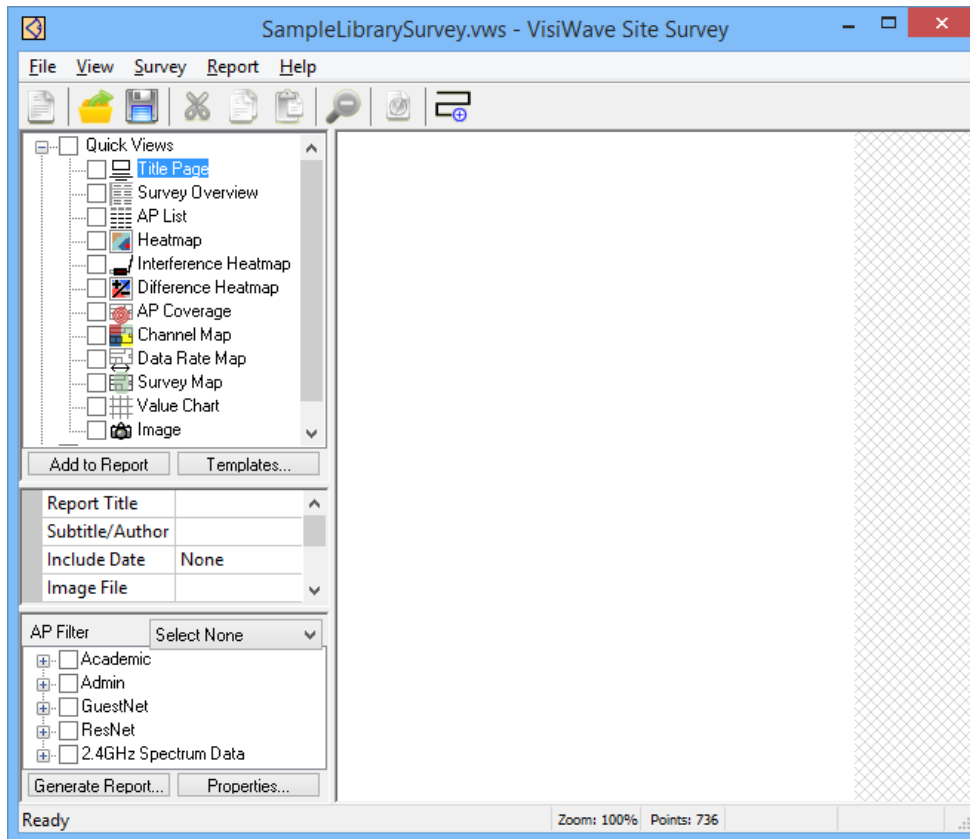 SampleLibrarySurvey.vws - VisiWave Site Survey
File View Survey Report Help
Quick Views
Title Page
Survey Overview
AP List
Heatmap
Interference Heatmap
Difference Heatmap
AP Coverage
Channel Map
Data Rate Map
Survey Map
Value Chart
Image
Add to Report Templates...
Report Title
Subtitle/Author
Include Date None
Image File
AP Filter Select None
Academic
Admin
GuestNet
ResNet
2.4GHz Spectrum Data
Generate Report... Properties...
Ready Zoom: 100% Points: 736